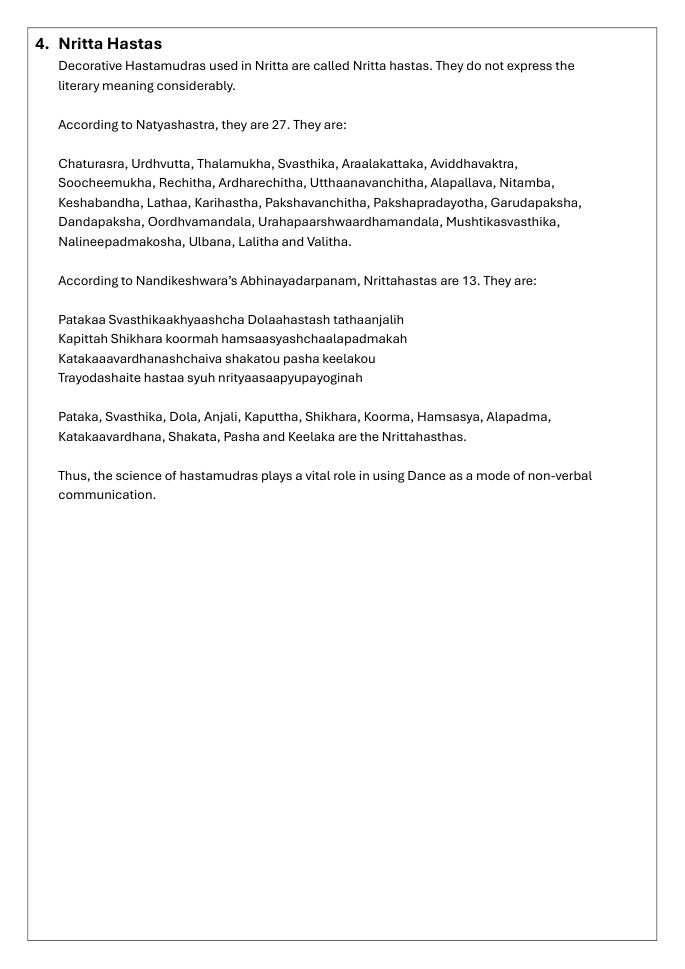 4. Nritta Hastas
Decorative Hastamudras used in Nritta are called Nritta hastas. They do not express the
literary meaning considerably.
According to Natyashastra, they are 27. They are:
Chaturasra, Urdhvutta, Thalamukha, Svasthika, Araalakattaka, Aviddhavaktra,
Soocheemukha, Rechitha, Ardharechitha, Utthaanavanchitha, Alapallava, Nitamba,
Keshabandha, Lathaa, Karihastha, Pakshavanchitha, Pakshapradayotha, Garudapaksha,
Dandapaksha, Oordhvamandala, Urahapaarshwaardhamandala, Mushtikasvasthika,
Nalineepadmakosha, Ulbana, Lalitha and Valitha.
According to Nandikeshwara’s Abhinayadarpanam, Nrittahastas are 13. They are:
Patakaa Svasthikaakhyaashcha Dolaahastash tathaanjalih
Kapittah Shikhara koormah hamsaasyashchaalapadmakah
Katakaaavardhanashchaiva shakatou pasha keelakou
Trayodashaite hastaa syuh nrityaasaapyupayoginah
Pataka, Svasthika, Dola, Anjali, Kaputtha, Shikhara, Koorma, Hamsasya, Alapadma,
Katakaavardhana, Shakata, Pasha and Keelaka are the Nrittahasthas.
Thus, the science of hastamudras plays a vital role in using Dance as a mode of non-verbal
communication.